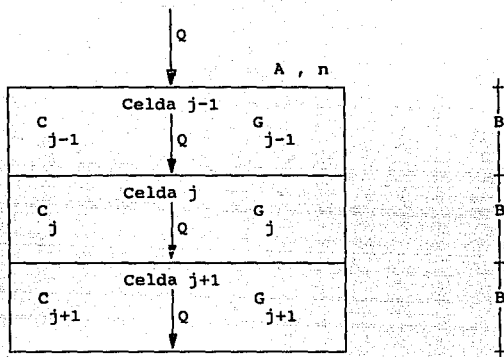 Q
A , n
Celda j-1
C j-1 Q G j-1
B
Celda j
C j Q G j
B
Celda j+1
C j+1 Q G j+1
B